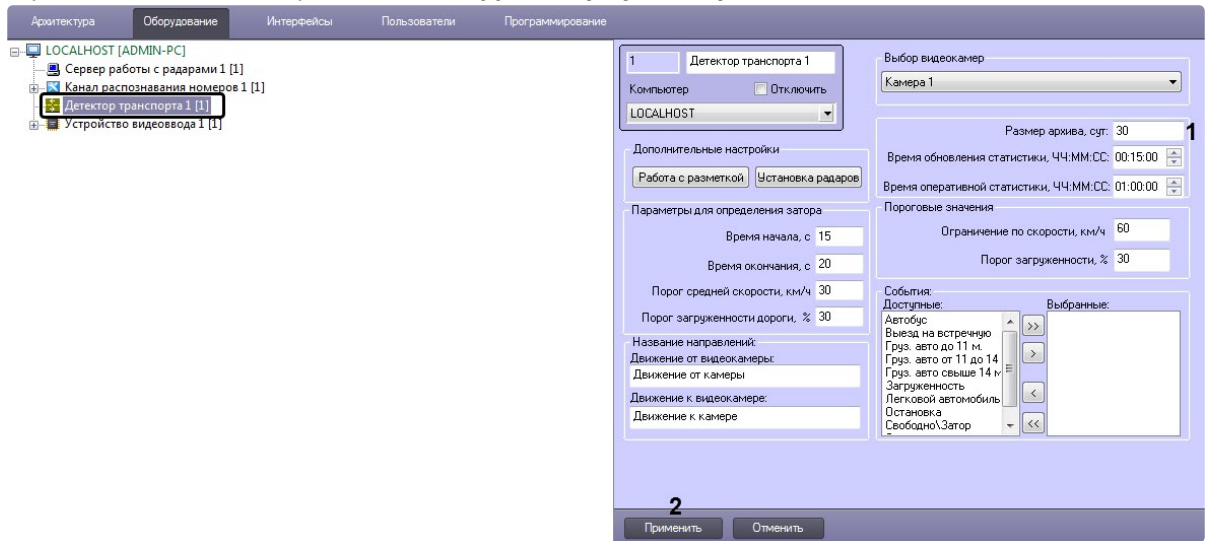 Архитектура Оборудование Интерфейсы Пользователи Программирование
LOCALHOST [ADMIN-PC]
Сервер работы с радарами 1 [1]
Канал распознавания номеров 1 [1]
Детектор транспорта 1 [1]
Устройство видеоввода 1 [1]
1 Детектор транспорта 1
Компьютер Отключить
LOCALHOST
Дополнительные настройки
Работа с разметкой Установка радаров
Параметры для определения затора
Время начала, с 15
Время окончания, с 20
Порог средней скорости, км/ч 30
Порог загруженности дороги, % 30
Название направлений:
Движение от видеокамеры:
Движение от камеры
Движение к видеокамере:
Движение к камере
Выбор видеокамер
Камера 1
Размер архива, сут: 30 1
Время обновления статистики, ЧЧ:ММ:СС: 00:15:00
Время оперативной статистики, ЧЧ:ММ:СС: 01:00:00
Пороговые значения
Ограничение по скорости, км/ч 60
Порог загруженности, % 30
События:
Доступные: Выбранные:
Автобус
Выезд на встречную
Груз. авто до 11 м.
Груз. авто от 11 до 14
Груз. авто свыше 14 м
Загруженность
Легковой автомобиль
Остановка
Свободно\Затор
>>
>
<
<<
2
Применить Отменить